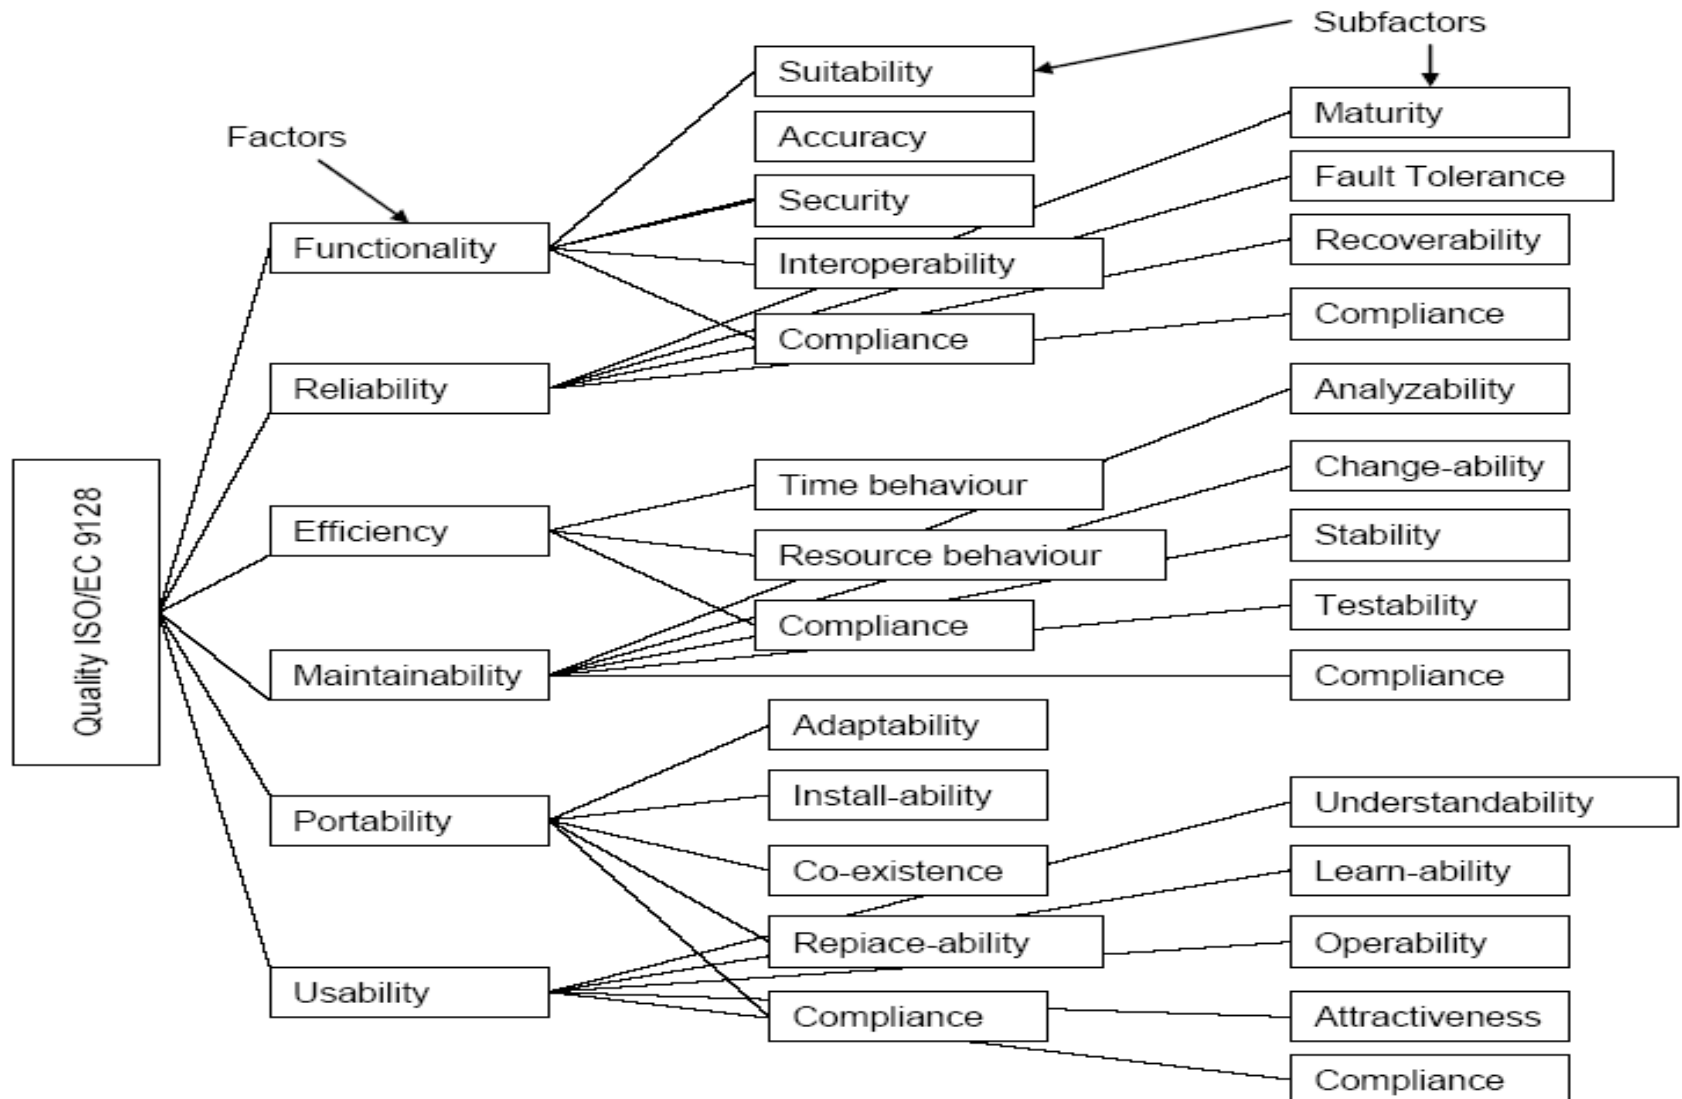 Subfactors
Factors
Quality ISO/EC 9128
Functionality
Reliability
Efficiency
Maintainability
Portability
Usability
Suitability
Accuracy
Security
Interoperability
Compliance
Time behaviour
Resource behaviour
Compliance
Adaptability
Install-ability
Co-existence
Repiace-ability
Compliance
Maturity
Fault Tolerance
Recoverability
Compliance
Analyzability
Change-ability
Stability
Testability
Compliance
Understandability
Learn-ability
Operability
Attractiveness
Compliance